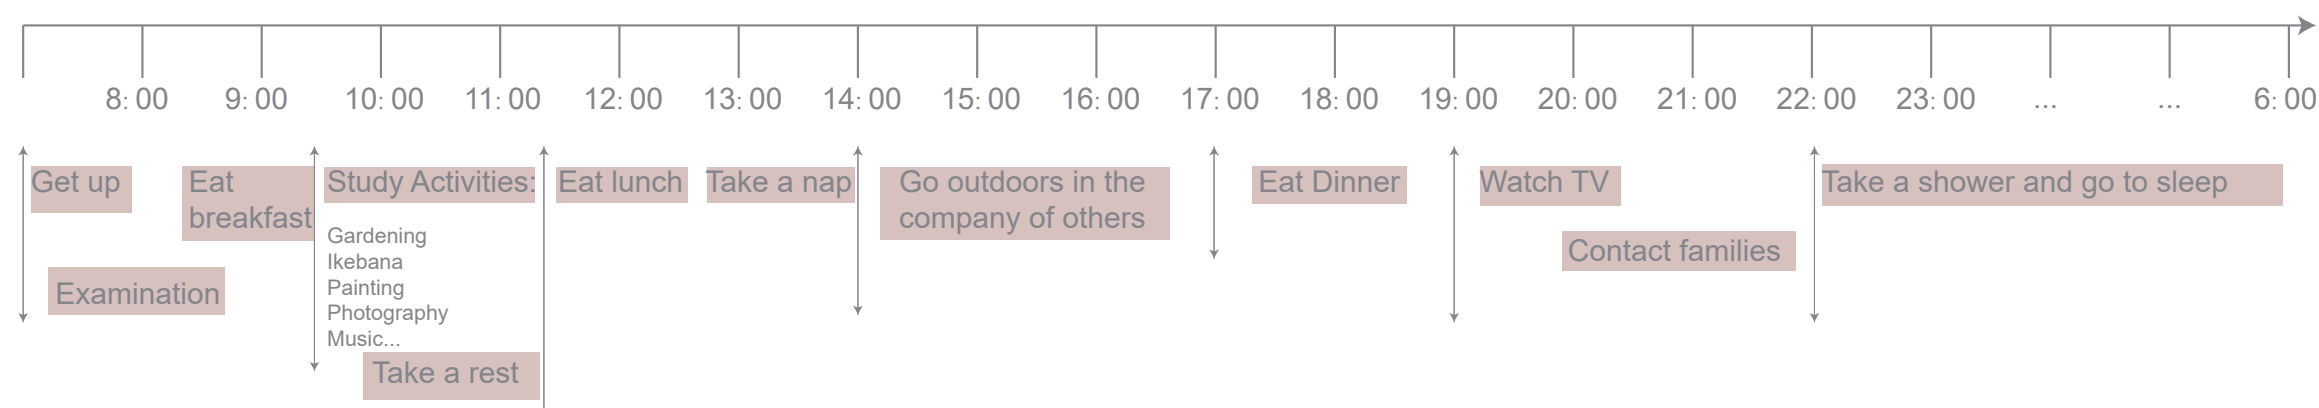 8: 00 9: 00 10: 00 11: 00 12: 00 13: 00 14: 00 15: 00 16: 00 17: 00 18: 00 19: 00 20: 00 21: 00 22: 00 23: 00 ... ... 6: 00
Get up
Examination
Eat
breakfast
Study Activities:
Gardening
Ikebana
Painting
Photography
Music...
Take a rest
Eat lunch
Take a nap
Go outdoors in the
company of others
Eat Dinner
Watch TV
Contact families
Take a shower and go to sleep